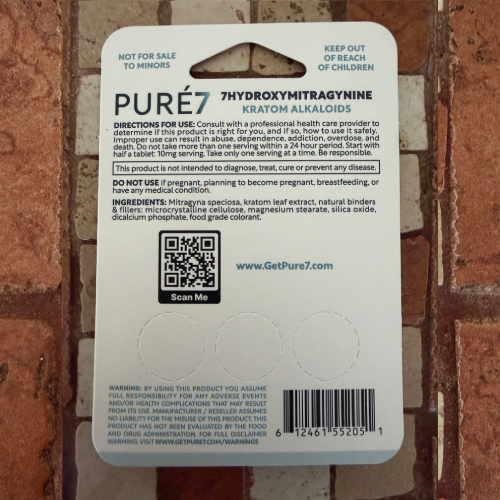 NOT FOR SALE
TO MINORS
KEEP OUT
OF REACH
OF CHILDREN
PURÉ7
7HYDROXYMITRAGYNINE
KRATOM ALKALOIDS
DIRECTIONS FOR USE: Consult with a professional health care provider to
determine if this product is right for you, and if so, how to use it safely.
Improper use can result in abuse, dependence, addiction, overdose, and
death. Do not take more than one serving within a 24 hour period. Start with
half a tablet: 10mg serving. Take only one serving at a time. Be responsible.
This product is not intended to diagnose, treat, cure or prevent any disease.
DO NOT USE if pregnant, planning to become pregnant, breastfeeding, or
have any medical condition.
INGREDIENTS: Mitragyna speciosa, kratom leaf extract, natural binders
& fillers: microcrystalline cellulose, magnesium stearate, silica oxide,
dicalcium phosphate, food grade colorant.
Scan Me
www.GetPure7.com
WARNING: BY USING THIS PRODUCT YOU ASSUME
FULL RESPONSIBILITY FOR ANY ADVERSE EVENTS
AND/OR HEALTH COMPLICATIONS THAT MAY RESULT
FROM ITS USE. MANUFACTURER / RESELLER ASSUMES
NO LIABILITY FOR THE MISUSE OF THIS PRODUCT. THIS
PRODUCT HAS NOT BEEN EVALUATED BY THE FOOD
AND DRUG ADMINISTRATION. FOR FULL DISCLAIMER
WARNING, VISIT WWW.GETPURE7.COM/WARNINGS
6 12461 55205 1